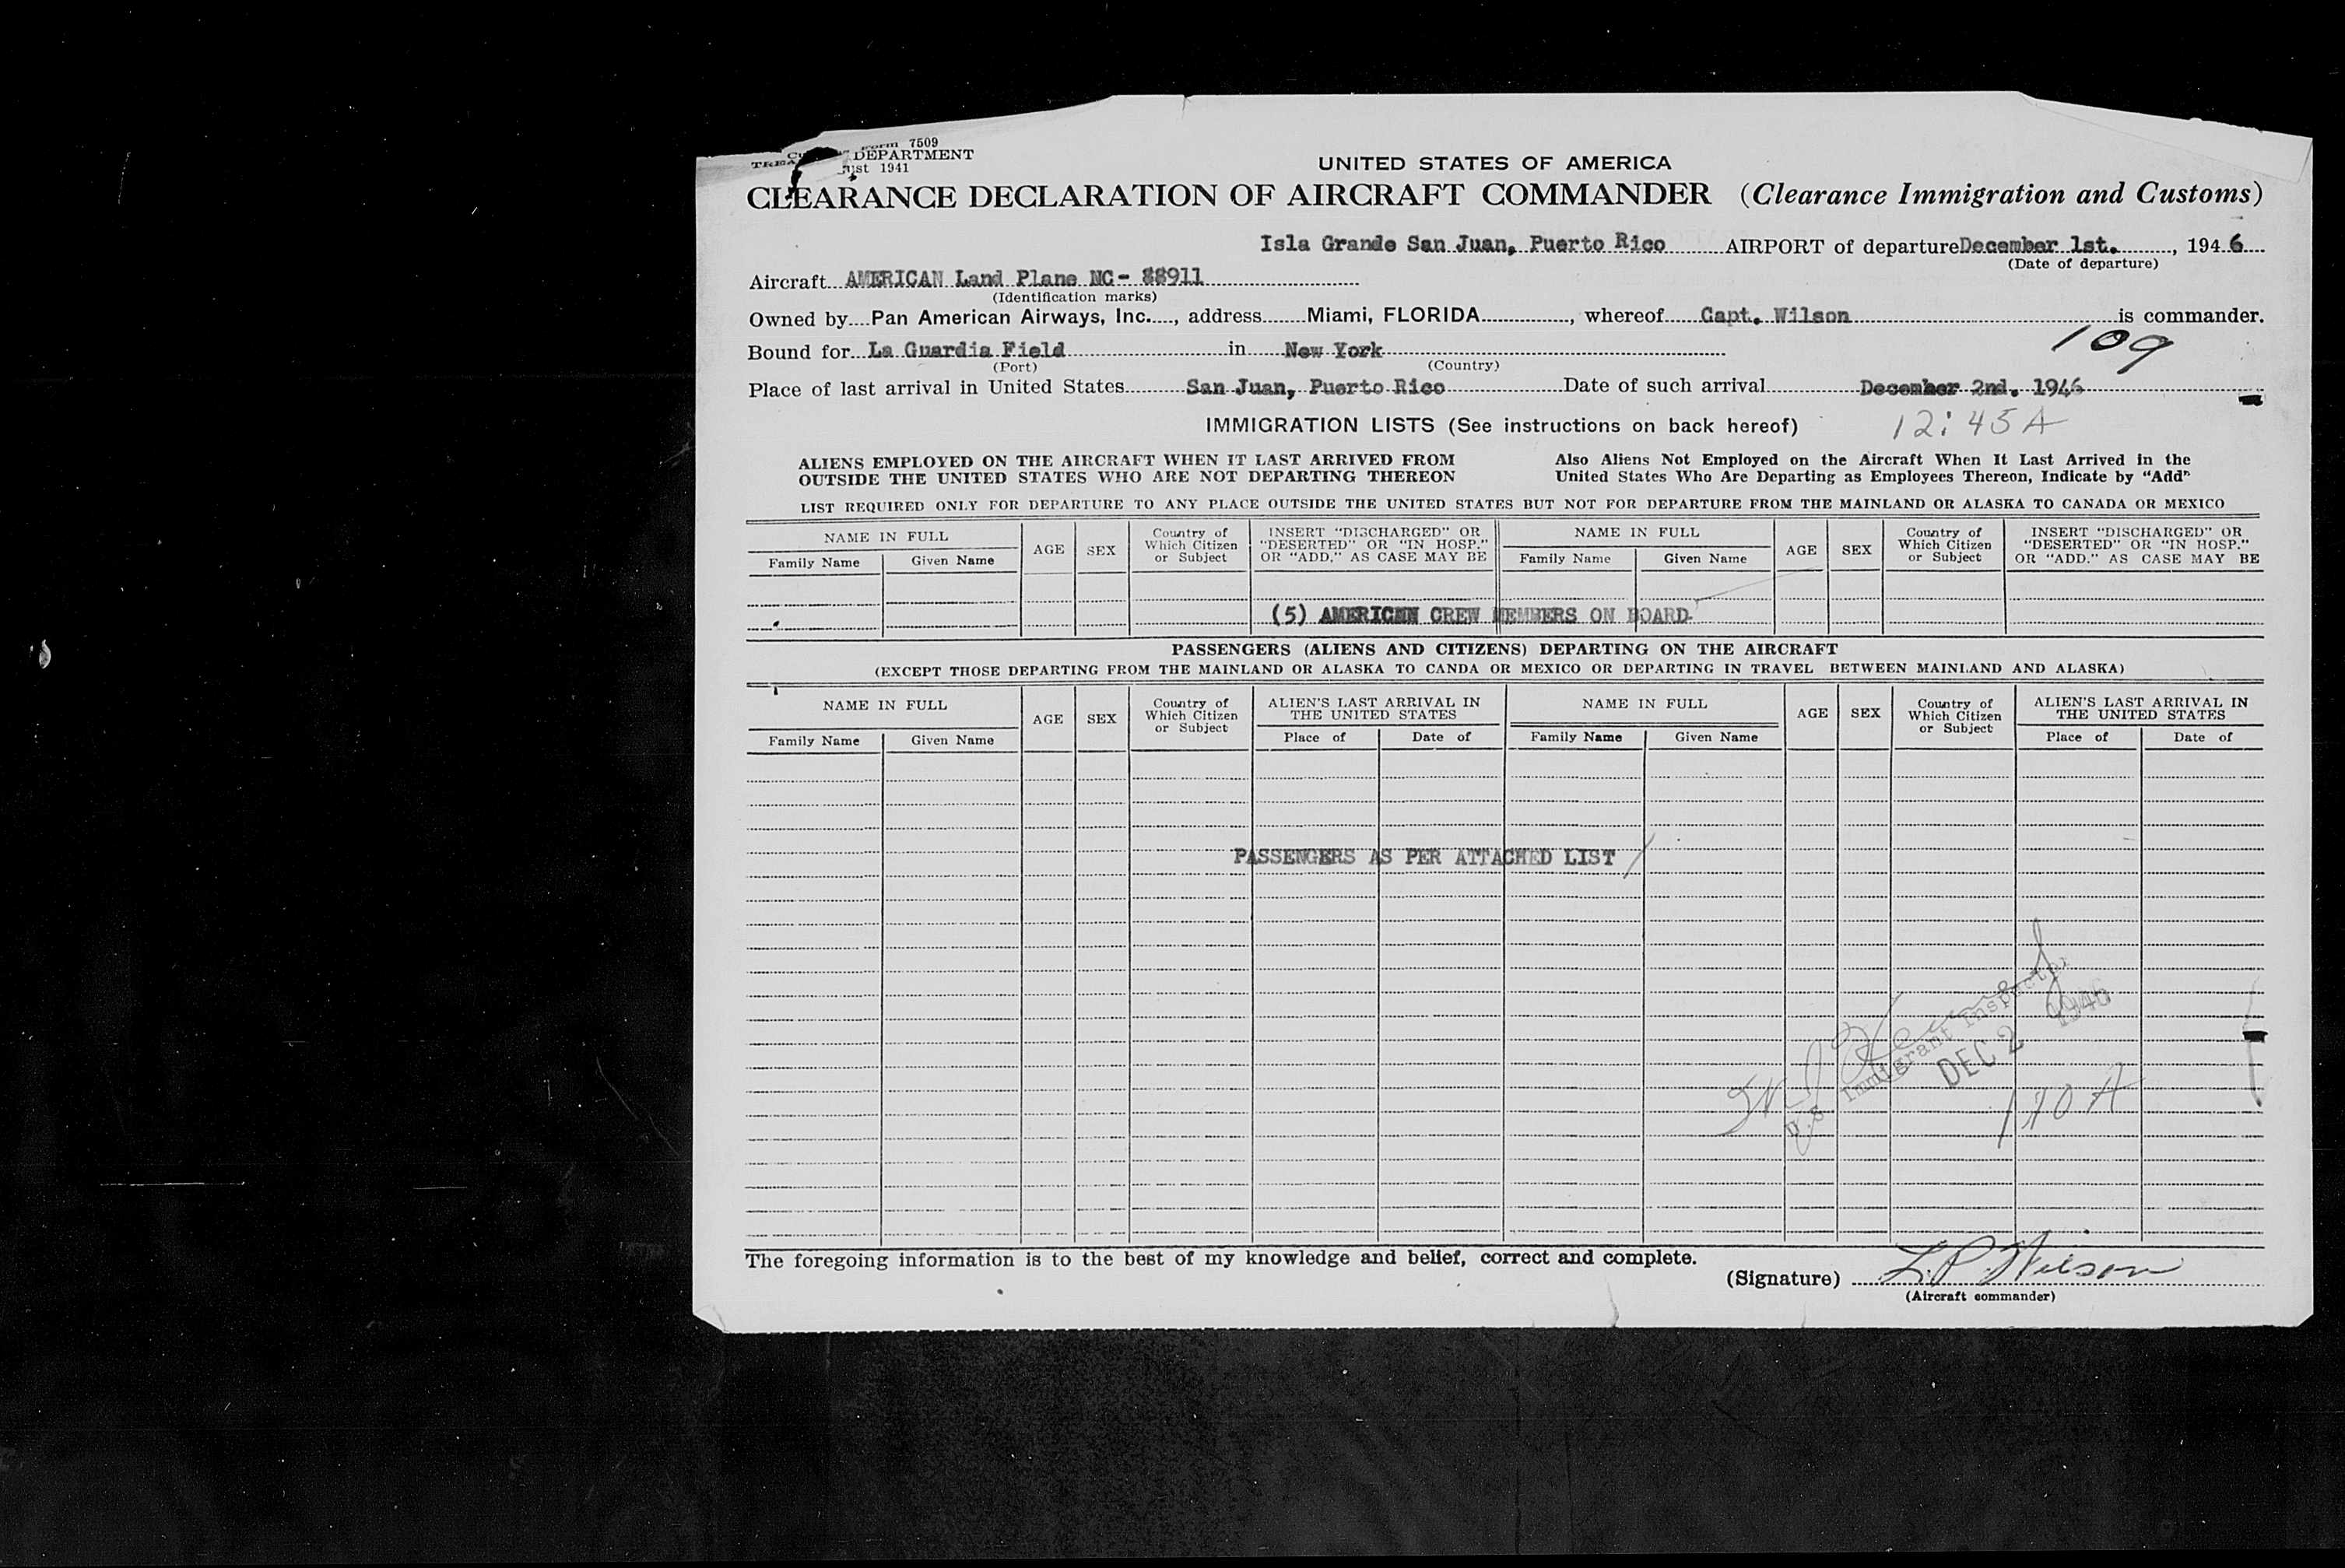 Form 7509
DEPARTMENT
1941
UNITED STATES OF AMERICA
CLEARANCE DECLARATION OF AIRCRAFT COMMANDER (Clearance Immigration and Customs)
Isla Grande San Juan, Puerto Rico AIRPORT of departure December 1st. , 1946
(Date of departure)
Aircraft AMERICAN Land Plane NC- 88911
(Identification marks)
Owned by Pan American Airways, Inc. , address Miami, FLORIDA , whereof Capt. Wilson is commander.
109
Bound for La Guardia Field in New York
(Port) (Country)
Place of last arrival in United States San Juan, Puerto Rico Date of such arrival December 2nd. 1946
IMMIGRATION LISTS (See instructions on back hereof) 12:45 A
ALIENS EMPLOYED ON THE AIRCRAFT WHEN IT LAST ARRIVED FROM
OUTSIDE THE UNITED STATES WHO ARE NOT DEPARTING THEREON
Also Aliens Not Employed on the Aircraft When It Last Arrived in the
United States Who Are Departing as Employees Thereon, Indicate by "Add"
LIST REQUIRED ONLY FOR DEPARTURE TO ANY PLACE OUTSIDE THE UNITED STATES BUT NOT FOR DEPARTURE FROM THE MAINLAND OR ALASKA TO CANADA OR MEXICO
NAME IN FULL
Family Name Given Name
AGE SEX
Country of
Which Citizen
or Subject
INSERT "DISCHARGED" OR
"DESERTED" OR "IN HOSP."
OR "ADD," AS CASE MAY BE
NAME IN FULL
Family Name Given Name
AGE SEX
Country of
Which Citizen
or Subject
INSERT "DISCHARGED" OR
"DESERTED" OR "IN HOSP."
OR "ADD." AS CASE MAY BE
(5) AMERICAN CREW MEMBERS ON BOARD
PASSENGERS (ALIENS AND CITIZENS) DEPARTING ON THE AIRCRAFT
(EXCEPT THOSE DEPARTING FROM THE MAINLAND OR ALASKA TO CANDA OR MEXICO OR DEPARTING IN TRAVEL BETWEEN MAINLAND AND ALASKA)
NAME IN FULL
Family Name Given Name
AGE SEX
Country of
Which Citizen
or Subject
ALIEN'S LAST ARRIVAL IN
THE UNITED STATES
Place of Date of
NAME IN FULL
Family Name Given Name
AGE SEX
Country of
Which Citizen
or Subject
ALIEN'S LAST ARRIVAL IN
THE UNITED STATES
Place of Date of
PASSENGERS AS PER ATTACHED LIST
U.S. Immigrant Inspector
DEC 2 1946
The foregoing information is to the best of my knowledge and belief, correct and complete.
(Signature) L.P. Wilson
(Aircraft commander)